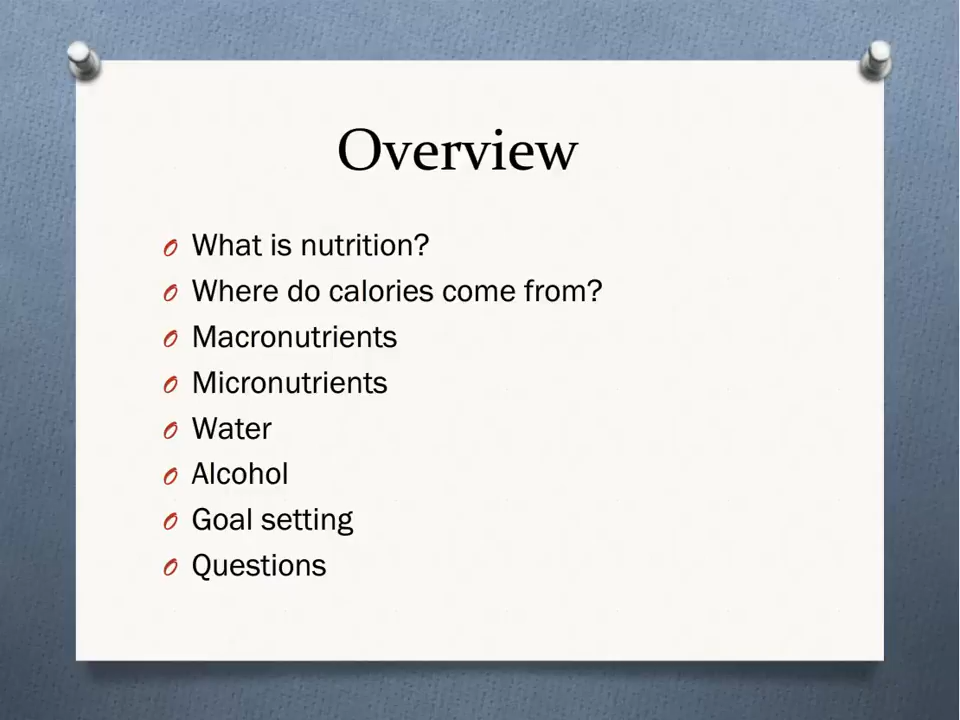 Overview
What is nutrition?
Where do calories come from?
Macronutrients
Micronutrients
Water
Alcohol
Goal setting
Questions